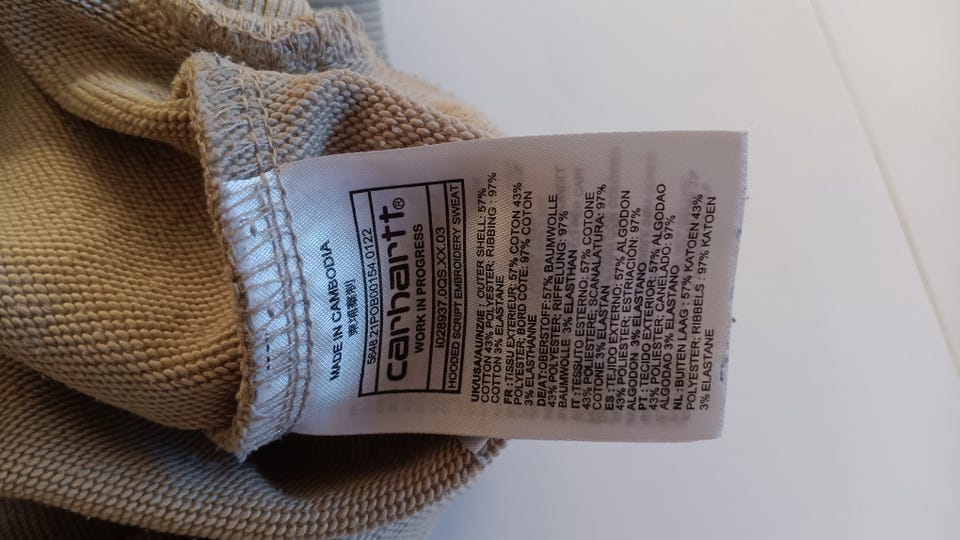 MADE IN CAMBODIA
柬埔寨制
5648.21POB00154.0122
carhartt®
WORK IN PROGRESS
I028937.0QS.XX.03
HOODED SCRIPT EMBROIDERY SWEAT
UK/USA/AU/NZ/IE : OUTER SHELL: 57%
COTTON 43% POLYESTER: RIBBING : 97%
COTTON 3% ELASTANE
FR :TISSU EXTERIEUR: 57% COTON 43%
POLYESTER: BORD COTE: 97% COTON
3% ELASTHANNE
DE/AT:OBERSTOFF:57% BAUMWOLLE
43% POLYESTER: RIFFELUNG: 97%
BAUMWOLLE 3% ELASTHAN
IT :TESSUTO ESTERNO: 57% COTONE
43% POLIESTERE, SCANALATURA: 97%
COTONE 3% ELASTAN
ES :TEJIDO EXTERNO: 57% ALGODON
43% POLIESTER: ESTRIACIÓN: 97%
ALGODON 3% ELASTANO
PT :TECIDO EXTERIOR: 57% ALGODAO
43% POLIESTER: CANELADO: 97%
ALGODAO 3% ELASTANO
NL :BUITEN LAAG : 57% KATOEN 43%
POLYESTER: RIBBELS : 97% KATOEN
3% ELASTANE